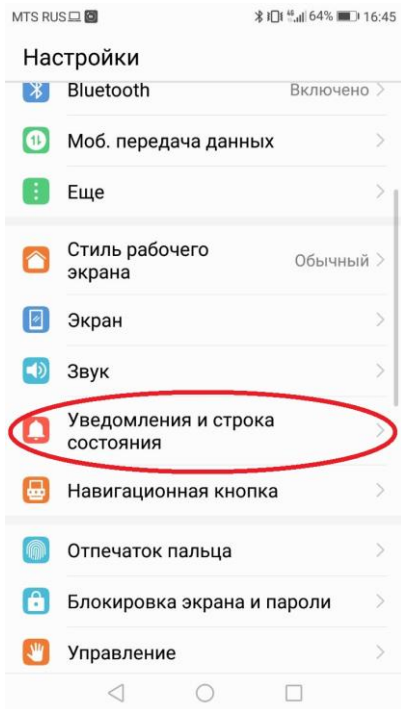 MTS RUS 4G 64% 16:45
Настройки
Bluetooth Включено
Моб. передача данных
Еще
Стиль рабочего
экрана
Обычный
Экран
Звук
Уведомления и строка
состояния
Навигационная кнопка
Отпечаток пальца
Блокировка экрана и пароли
Управление